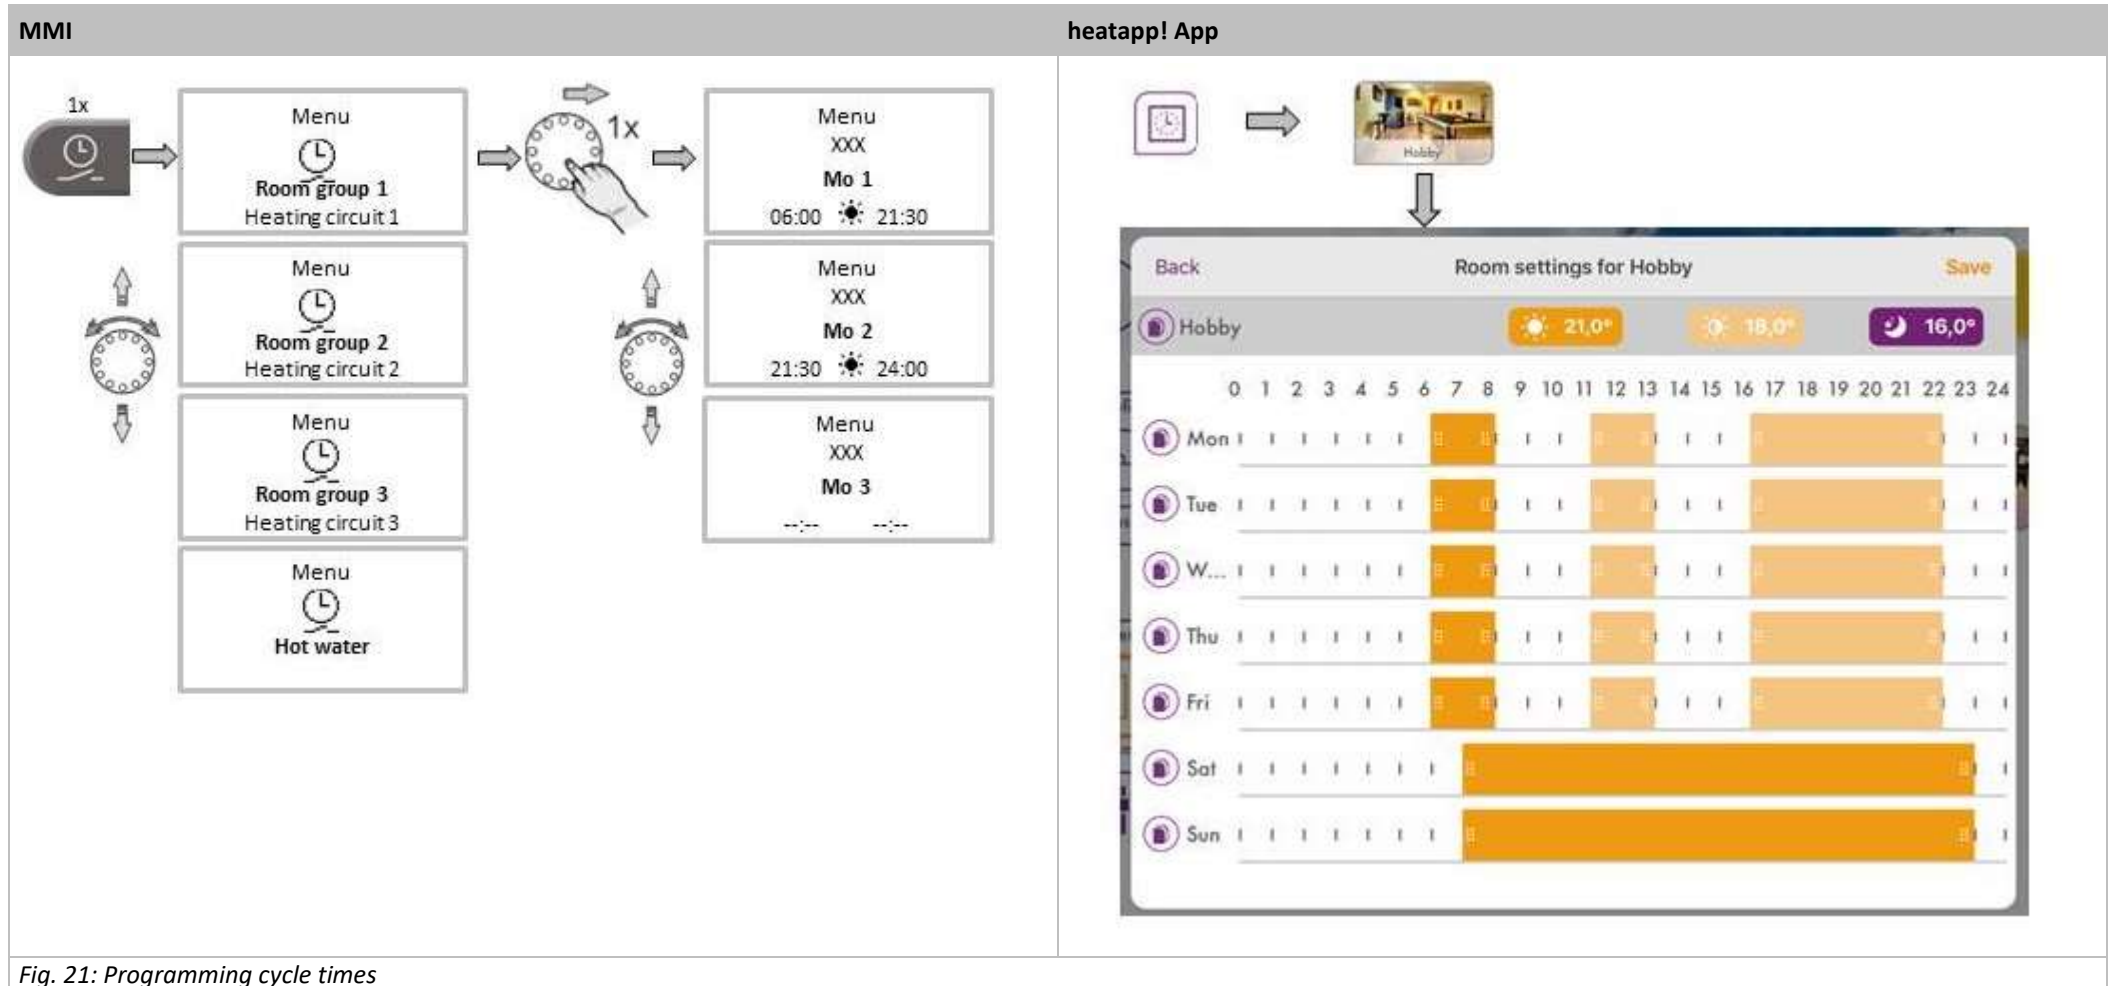 MMI
heatapp! App
1x
Menu
Room group 1
Heating circuit 1
Menu
Room group 2
Heating circuit 2
Menu
Room group 3
Heating circuit 3
Menu
Hot water
1x
Menu
XXX
Mo 1
06:00 21:30
Menu
XXX
Mo 2
21:30 24:00
Menu
XXX
Mo 3
--:-- --:--
Hobby
Back Room settings for Hobby Save
Hobby 21,0° 18,0° 16,0°
0 1 2 3 4 5 6 7 8 9 10 11 12 13 14 15 16 17 18 19 20 21 22 23 24
Mon
Tue
W...
Thu
Fri
Sat
Sun
Fig. 21: Programming cycle times